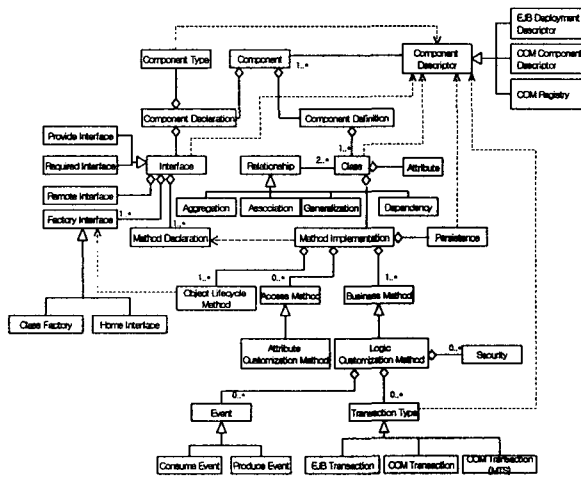 EJB Deployment
Descriptor
Component Type
Component
Component
Descriptor
COM Component
Descriptor
1..*
COM Registry
Component Declaration
Component Definition
Provide Interface
1..*
Required Interface
Interface
Relationship
2..*
Class
Attribute
Remote Interface
Aggregation
Association
Generalization
Dependency
Factory Interface
1..*
1..*
Method Declaration
Method Implementation
Persistence
1..*
0..*
1..*
Object Lifecycle
Method
Access Method
Business Method
Class Factory
Home Interface
Attribute
Customization Method
Logic
Customization Method
0..*
Security
0..*
0..*
Event
Transaction Type
Consume Event
Produce Event
EJB Transaction
COM Transaction
COM Transaction
(MTS)